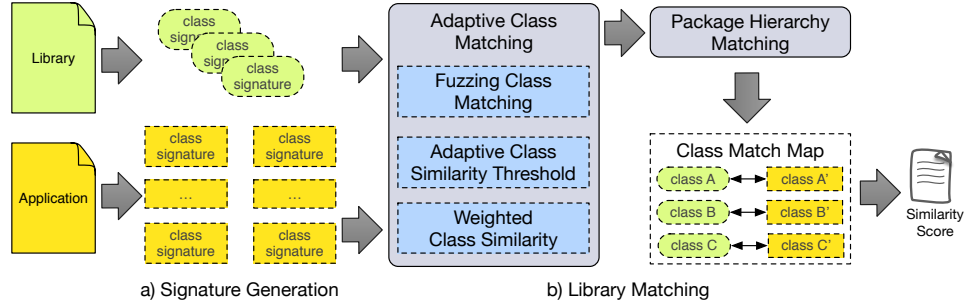 Library
class
signature
class
signature
class
signature
Application
class
signature
class
signature
...
...
class
signature
class
signature
a) Signature Generation
Adaptive Class
Matching
Fuzzing Class
Matching
Adaptive Class
Similarity Threshold
Weighted
Class Similarity
Package Hierarchy
Matching
Class Match Map
class A
class A'
class B
class B'
class C
class C'
Similarity
Score
b) Library Matching